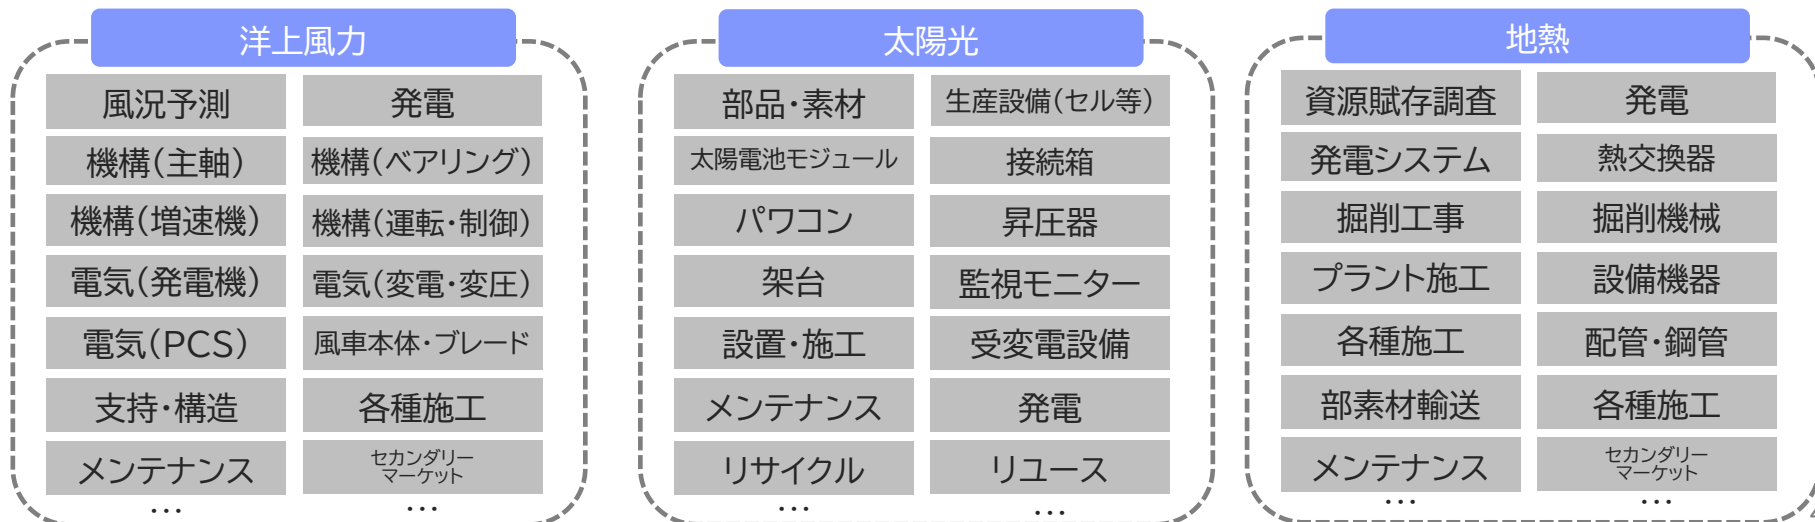 洋上風力
風況予測
発電
機構(主軸)
機構(ベアリング)
機構(増速機)
機構(運転・制御)
電気(発電機)
電気(変電・変圧)
電気(PCS)
風車本体・ブレード
支持・構造
各種施工
メンテナンス
セカンダリー
マーケット
…
…
太陽光
部品・素材
生産設備(セル等)
太陽電池モジュール
接続箱
パワコン
昇圧器
架台
監視モニター
設置・施工
受変電設備
メンテナンス
発電
リサイクル
リユース
…
…
地熱
資源賦存調査
発電
発電システム
熱交換器
掘削工事
掘削機械
プラント施工
設備機器
各種施工
配管・鋼管
部素材輸送
各種施工
メンテナンス
セカンダリー
マーケット
…
…